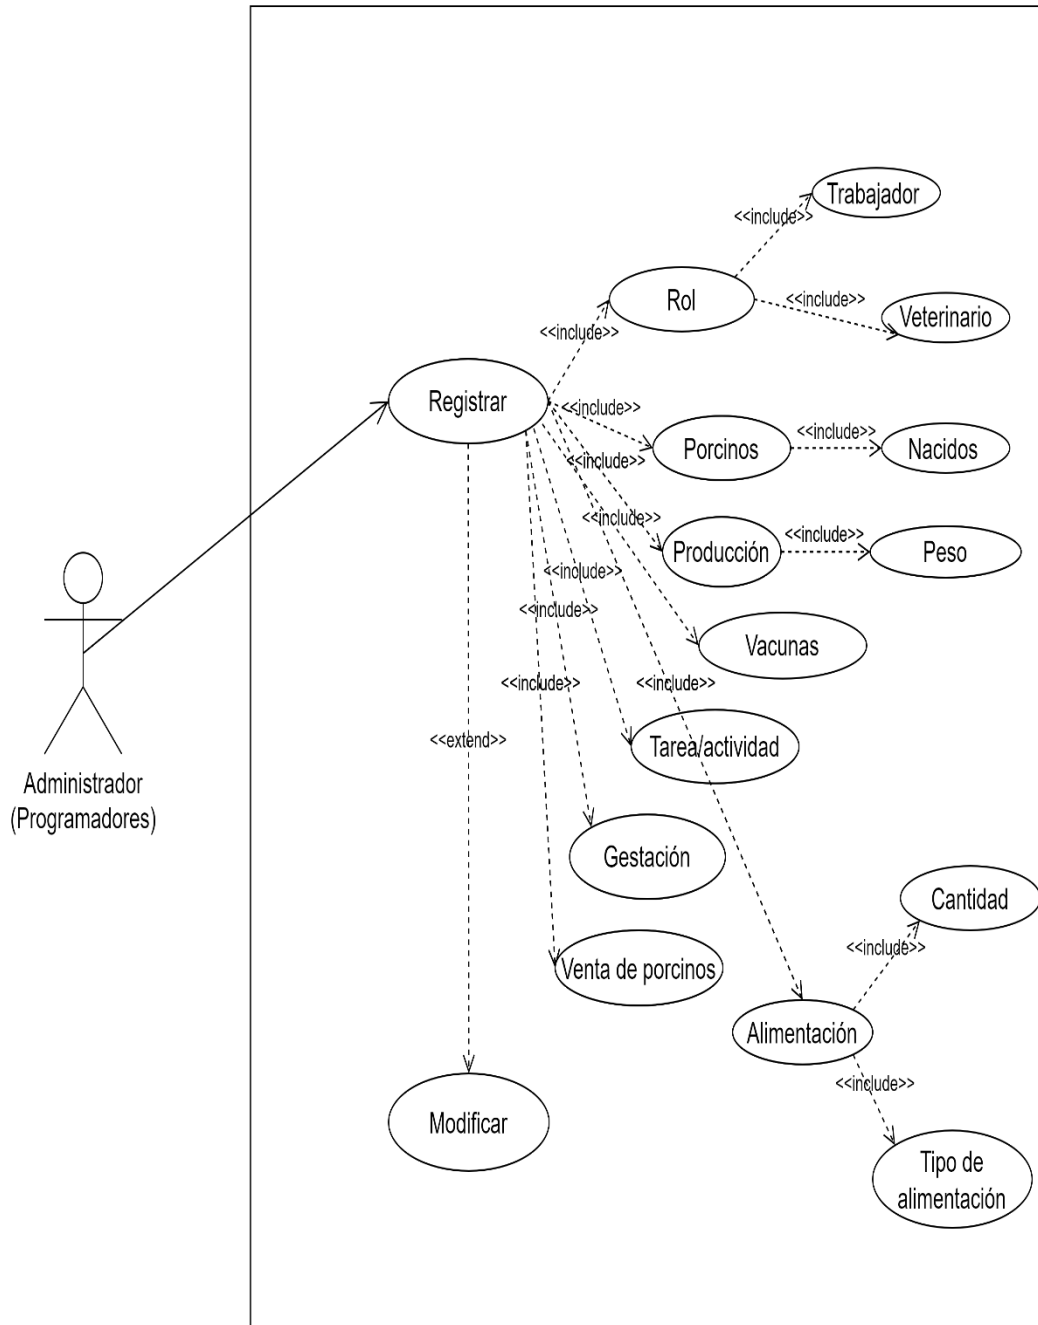 Trabajador
<<include>>
Rol
<<include>>
Veterinario
<<include>>
Registrar
<<include>>
Porcinos
<<include>>
Nacidos
<<include>>
<<include>>
Producción
<<include>>
Peso
<<include>>
<<include>>
Vacunas
<<include>>
<<include>>
<<extend>>
Tarea/actividad
Administrador
(Programadores)
Gestación
Cantidad
<<include>>
Venta de porcinos
Alimentación
<<include>>
Modificar
Tipo de
alimentación